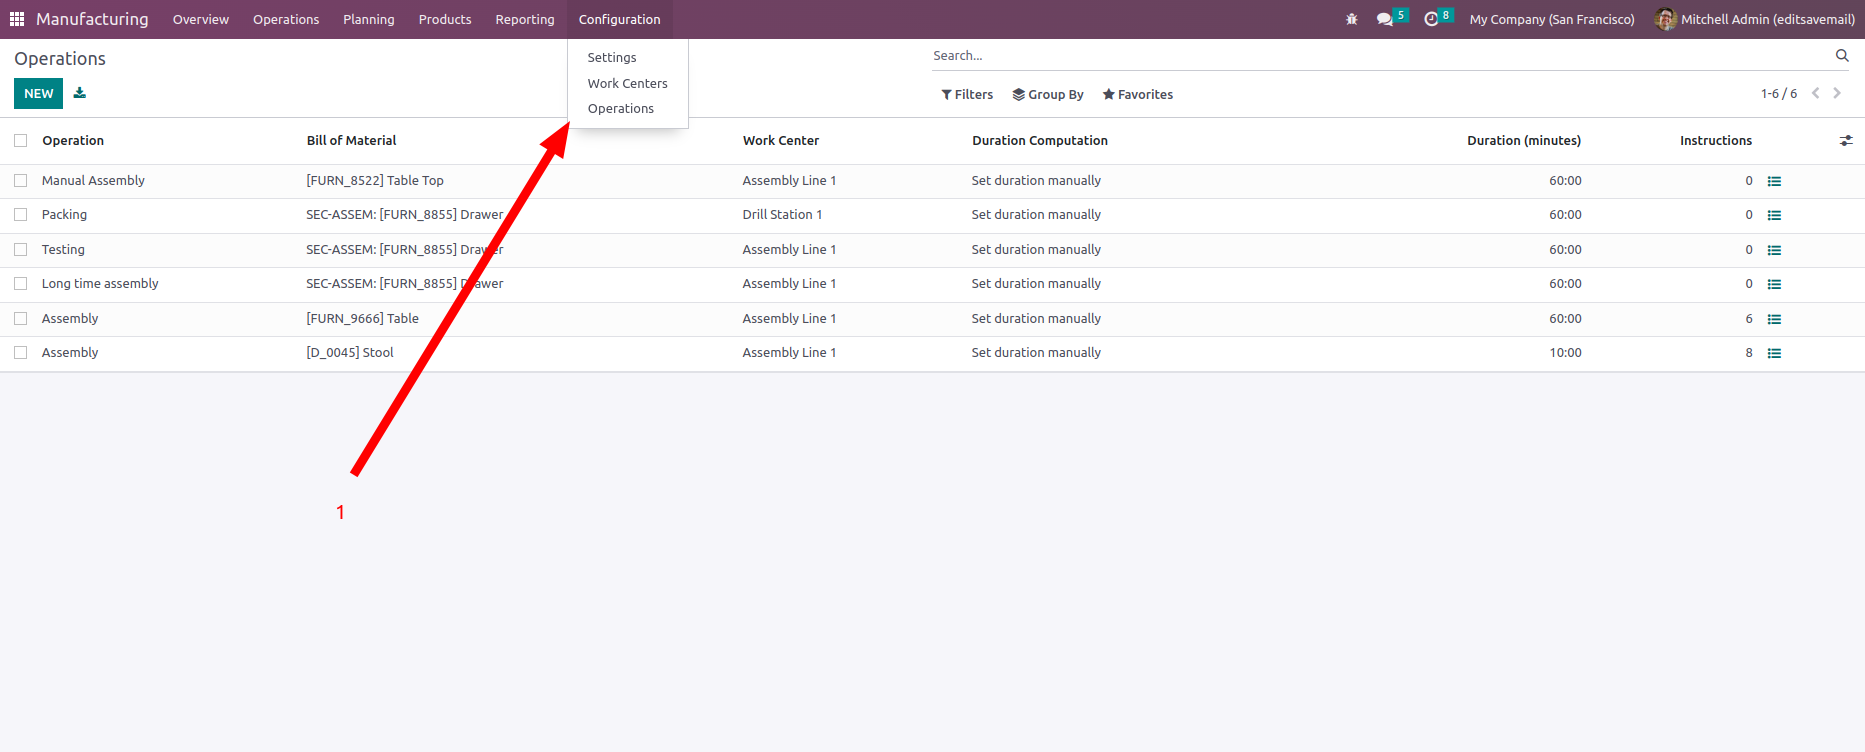 Manufacturing Overview Operations Planning Products Reporting Configuration 5 8 My Company (San Francisco) Mitchell Admin (editsavemail)
Operations Settings Search...
NEW Work Centers Filters Group By Favorites 1-6 / 6
Operations
Operation Bill of Material Work Center Duration Computation Duration (minutes) Instructions
Manual Assembly [FURN_8522] Table Top Assembly Line 1 Set duration manually 60:00 0
Packing SEC-ASSEM: [FURN_8855] Drawer Drill Station 1 Set duration manually 60:00 0
Testing SEC-ASSEM: [FURN_8855] Drawer Assembly Line 1 Set duration manually 60:00 0
Long time assembly SEC-ASSEM: [FURN_8855] Drawer Assembly Line 1 Set duration manually 60:00 0
Assembly [FURN_9666] Table Assembly Line 1 Set duration manually 60:00 6
Assembly [D_0045] Stool Assembly Line 1 Set duration manually 10:00 8
1